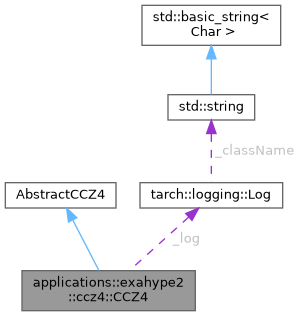 std::basic_string<
Char >
std::string
_className
AbstractCCZ4
tarch::logging::Log
_log
applications::exahype2
::ccz4::CCZ4